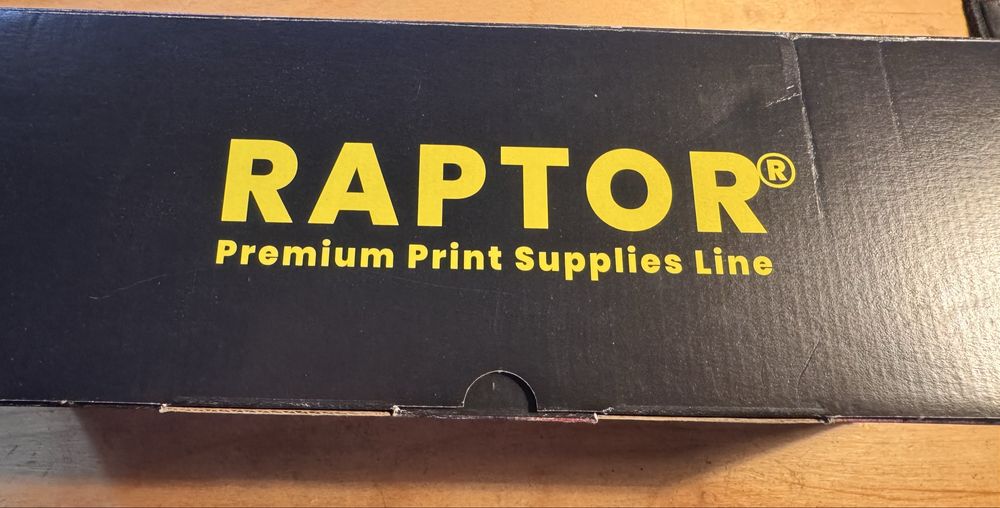 RAPTOR®
Premium Print Supplies Line